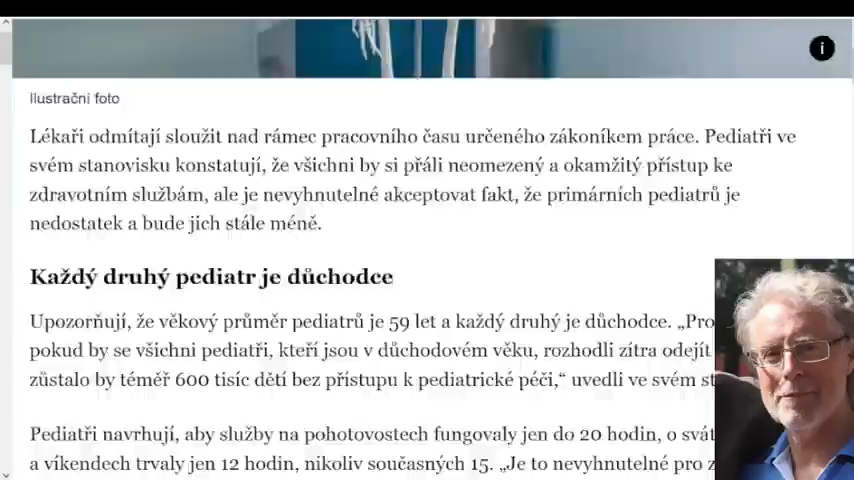 i
Ilustrační foto
Lékaři odmítají sloužit nad rámec pracovního času určeného zákoníkem práce. Pediatři ve
svém stanovisku konstatují, že všichni by si přáli neomezený a okamžitý přístup ke
zdravotním službám, ale je nevyhnutelné akceptovat fakt, že primárních pediatrů je
nedostatek a bude jich stále méně.
Každý druhý pediatr je důchodce
Upozorňují, že věkový průměr pediatrů je 59 let a každý druhý je důchodce. „Pro
pokud by se všichni pediatři, kteří jsou v důchodovém věku, rozhodli zítra odejít
zůstalo by téměř 600 tisíc dětí bez přístupu k pediatrické péči,“ uvedli ve svém st
Pediatři navrhují, aby služby na pohotovostech fungovaly jen do 20 hodin, o svát
a víkendech trvaly jen 12 hodin, nikoliv současných 15. „Je to nevyhnutelné pro z